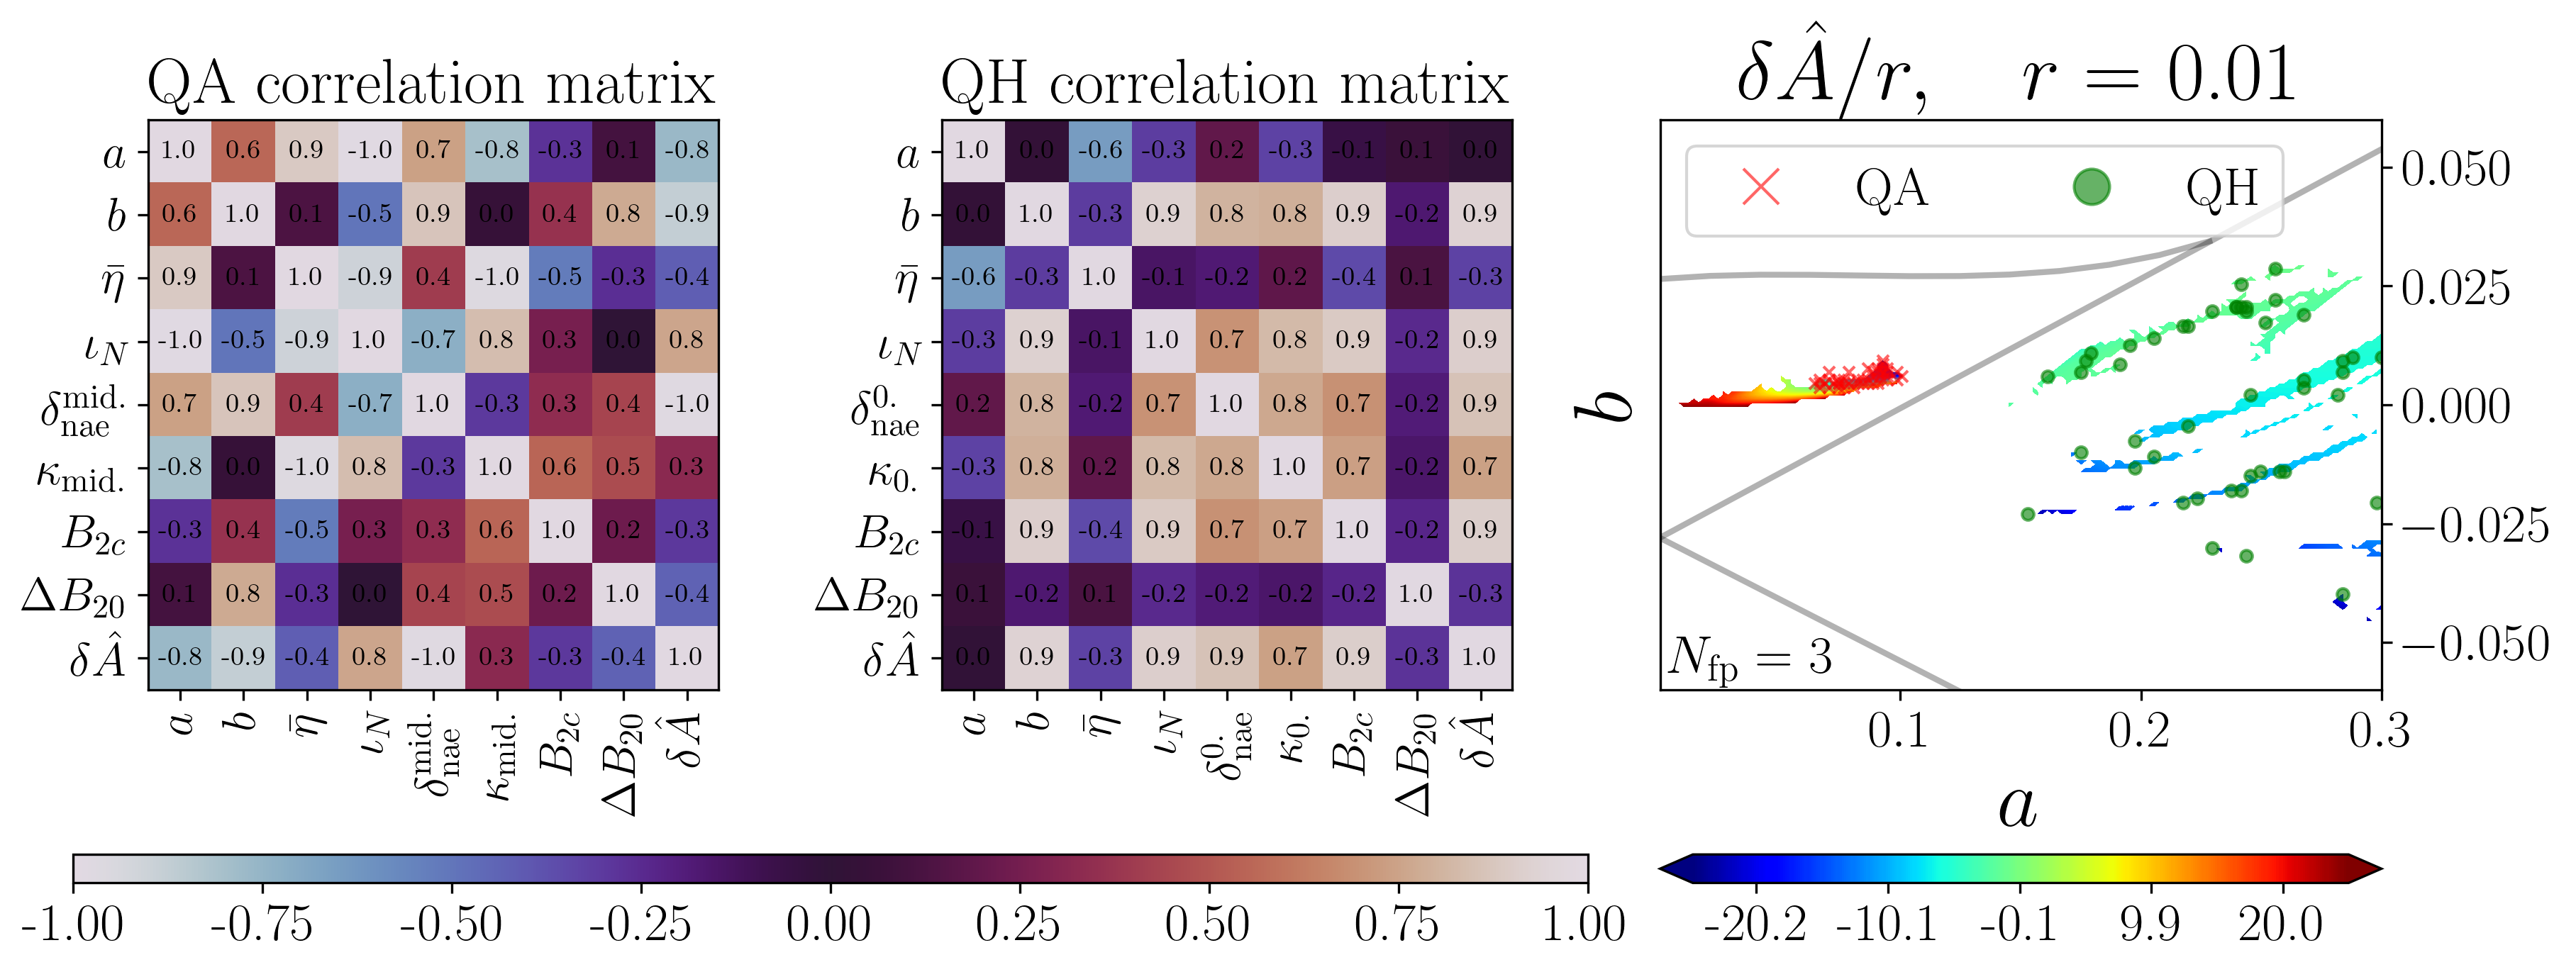 QA correlation matrix
a 1.0 0.6 0.9 -1.0 0.7 -0.8 -0.3 0.1 -0.8
b 0.6 1.0 0.1 -0.5 0.9 0.0 0.4 0.8 -0.9
η̄ 0.9 0.1 1.0 -0.9 0.4 -1.0 -0.5 -0.3 -0.4
ι_N -1.0 -0.5 -0.9 1.0 -0.7 0.8 0.3 0.0 0.8
δ_nae^mid. 0.7 0.9 0.4 -0.7 1.0 -0.3 0.3 0.4 -1.0
κ_mid. -0.8 0.0 -1.0 0.8 -0.3 1.0 0.6 0.5 0.3
B_2c -0.3 0.4 -0.5 0.3 0.3 0.6 1.0 0.2 -0.3
ΔB_20 0.1 0.8 -0.3 0.0 0.4 0.5 0.2 1.0 -0.4
δÂ -0.8 -0.9 -0.4 0.8 -1.0 0.3 -0.3 -0.4 1.0
a b η̄ ι_N δ_nae^mid. κ_mid. B_2c ΔB_20 δÂ
QH correlation matrix
a 1.0 0.0 -0.6 -0.3 0.2 -0.3 -0.1 0.1 0.0
b 0.0 1.0 -0.3 0.9 0.8 0.8 0.9 -0.2 0.9
η̄ -0.6 -0.3 1.0 -0.1 -0.2 0.2 -0.4 0.1 -0.3
ι_N -0.3 0.9 -0.1 1.0 0.7 0.8 0.9 -0.2 0.9
δ_nae^0. 0.2 0.8 -0.2 0.7 1.0 0.8 0.7 -0.2 0.9
κ_0. -0.3 0.8 0.2 0.8 0.8 1.0 0.7 -0.2 0.7
B_2c -0.1 0.9 -0.4 0.9 0.7 0.7 1.0 -0.2 0.9
ΔB_20 0.1 -0.2 0.1 -0.2 -0.2 -0.2 -0.2 1.0 -0.3
δÂ 0.0 0.9 -0.3 0.9 0.9 0.7 0.9 -0.3 1.0
a b η̄ ι_N δ_nae^0. κ_0. B_2c ΔB_20 δÂ
-1.00 -0.75 -0.50 -0.25 0.00 0.25 0.50 0.75 1.00
δÂ/r, r = 0.01
QA QH
0.050
0.025
0.000
−0.025
−0.050
b
N_fp = 3
0.1 0.2 0.3
a
-20.2 -10.1 -0.1 9.9 20.0